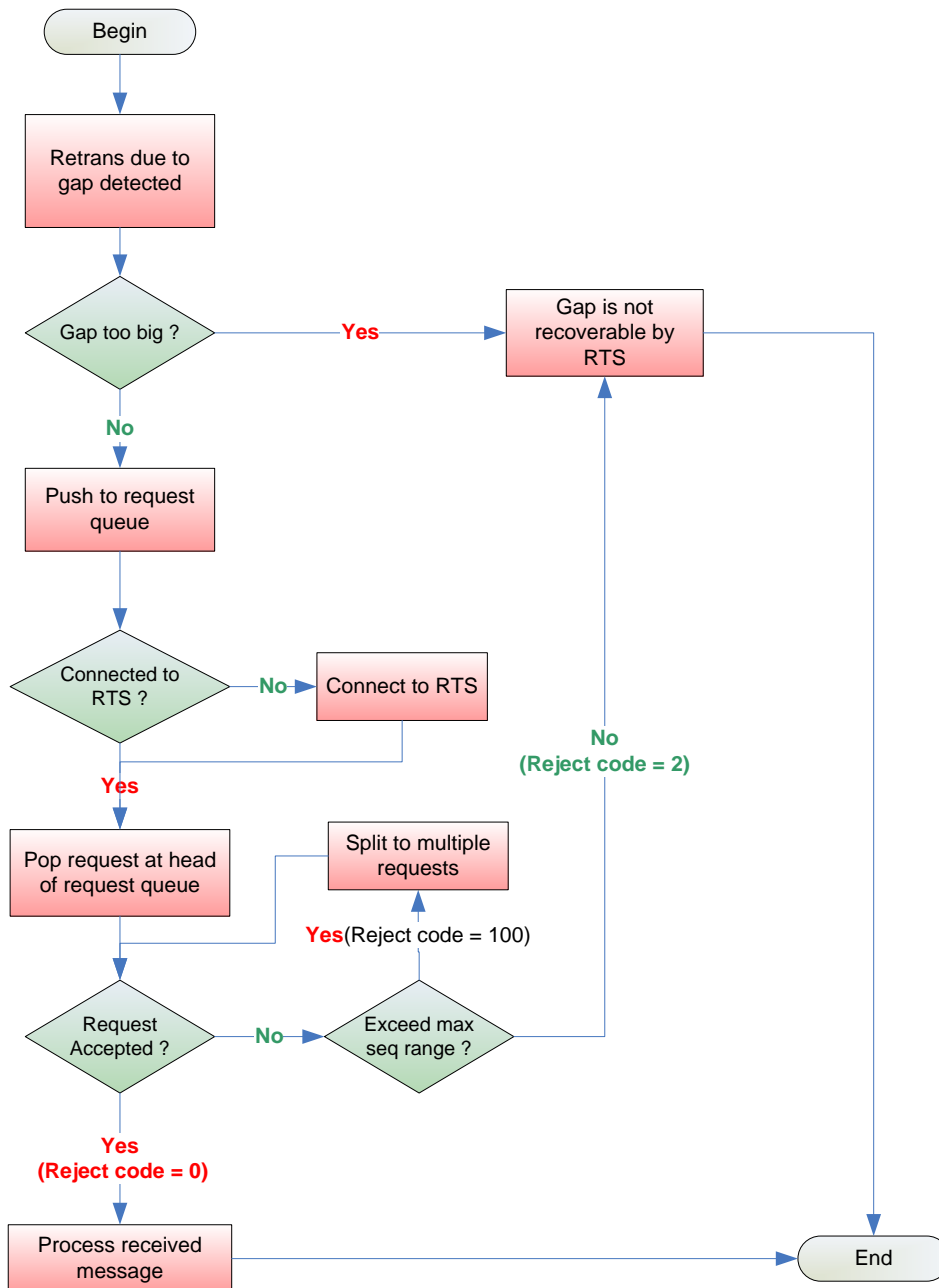 Begin
Retrans due to
gap detected
Gap too big ?
Yes
Gap is not
recoverable by
RTS
No
Push to request
queue
Connected to
RTS ?
No
Connect to RTS
Yes
No
(Reject code = 2)
Pop request at head
of request queue
Split to multiple
requests
Yes(Reject code = 100)
Request
Accepted ?
No
Exceed max
seq range ?
Yes
(Reject code = 0)
Process received
message
End